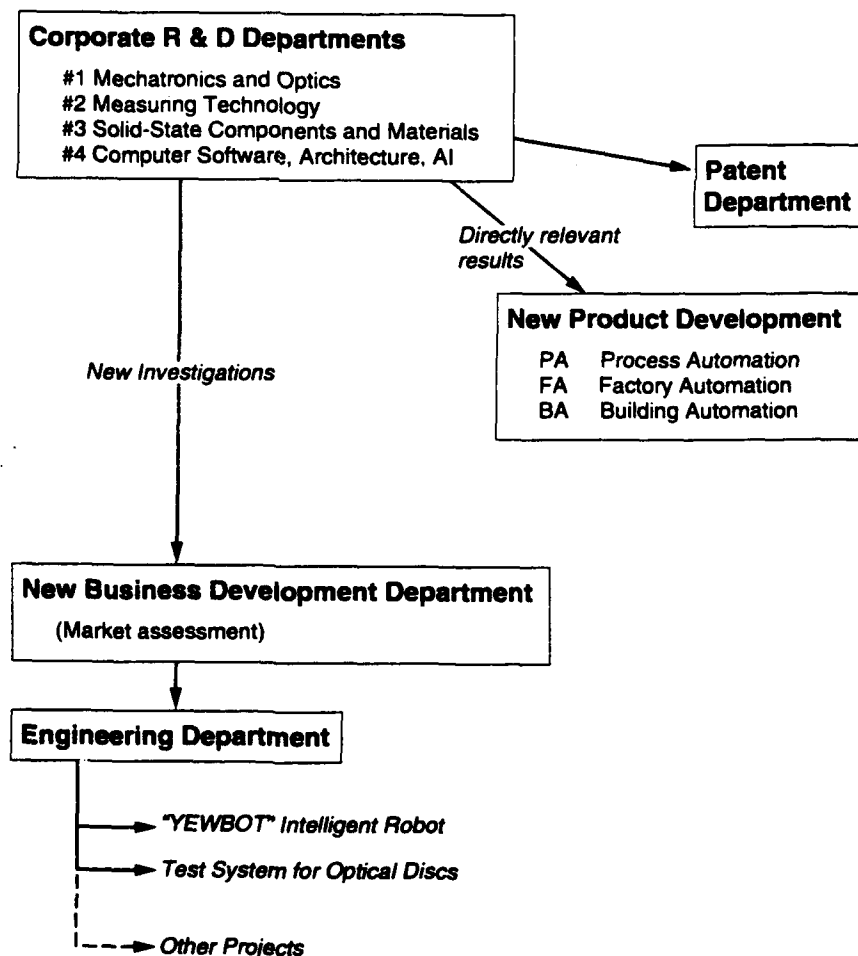 Corporate R & D Departments
#1 Mechatronics and Optics
#2 Measuring Technology
#3 Solid-State Components and Materials
#4 Computer Software, Architecture, AI
Patent
Department
Directly relevant
results
New Product Development
PA Process Automation
FA Factory Automation
BA Building Automation
New Investigations
New Business Development Department
(Market assessment)
Engineering Department
"YEWBOT" Intelligent Robot
Test System for Optical Discs
Other Projects